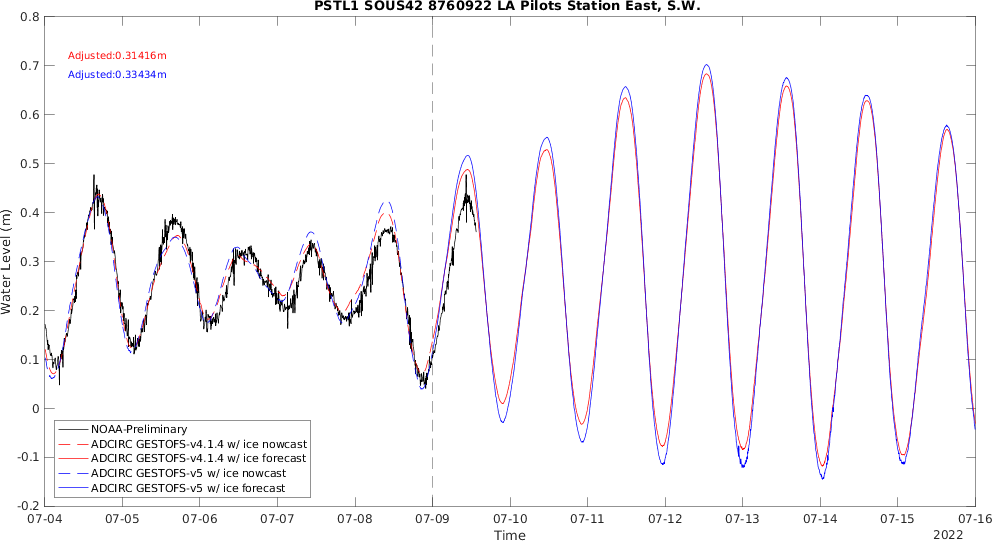 PSTL1 SOUS42 8760922 LA Pilots Station East, S.W.
Adjusted:0.31416m
Adjusted:0.33434m
Water Level (m)
0.8
0.7
0.6
0.5
0.4
0.3
0.2
0.1
0
-0.1
-0.2
NOAA-Preliminary
ADCIRC GESTOFS-v4.1.4 w/ ice nowcast
ADCIRC GESTOFS-v4.1.4 w/ ice forecast
ADCIRC GESTOFS-v5 w/ ice nowcast
ADCIRC GESTOFS-v5 w/ ice forecast
07-04 07-05 07-06 07-07 07-08 07-09 07-10 07-11 07-12 07-13 07-14 07-15 07-16
Time
2022